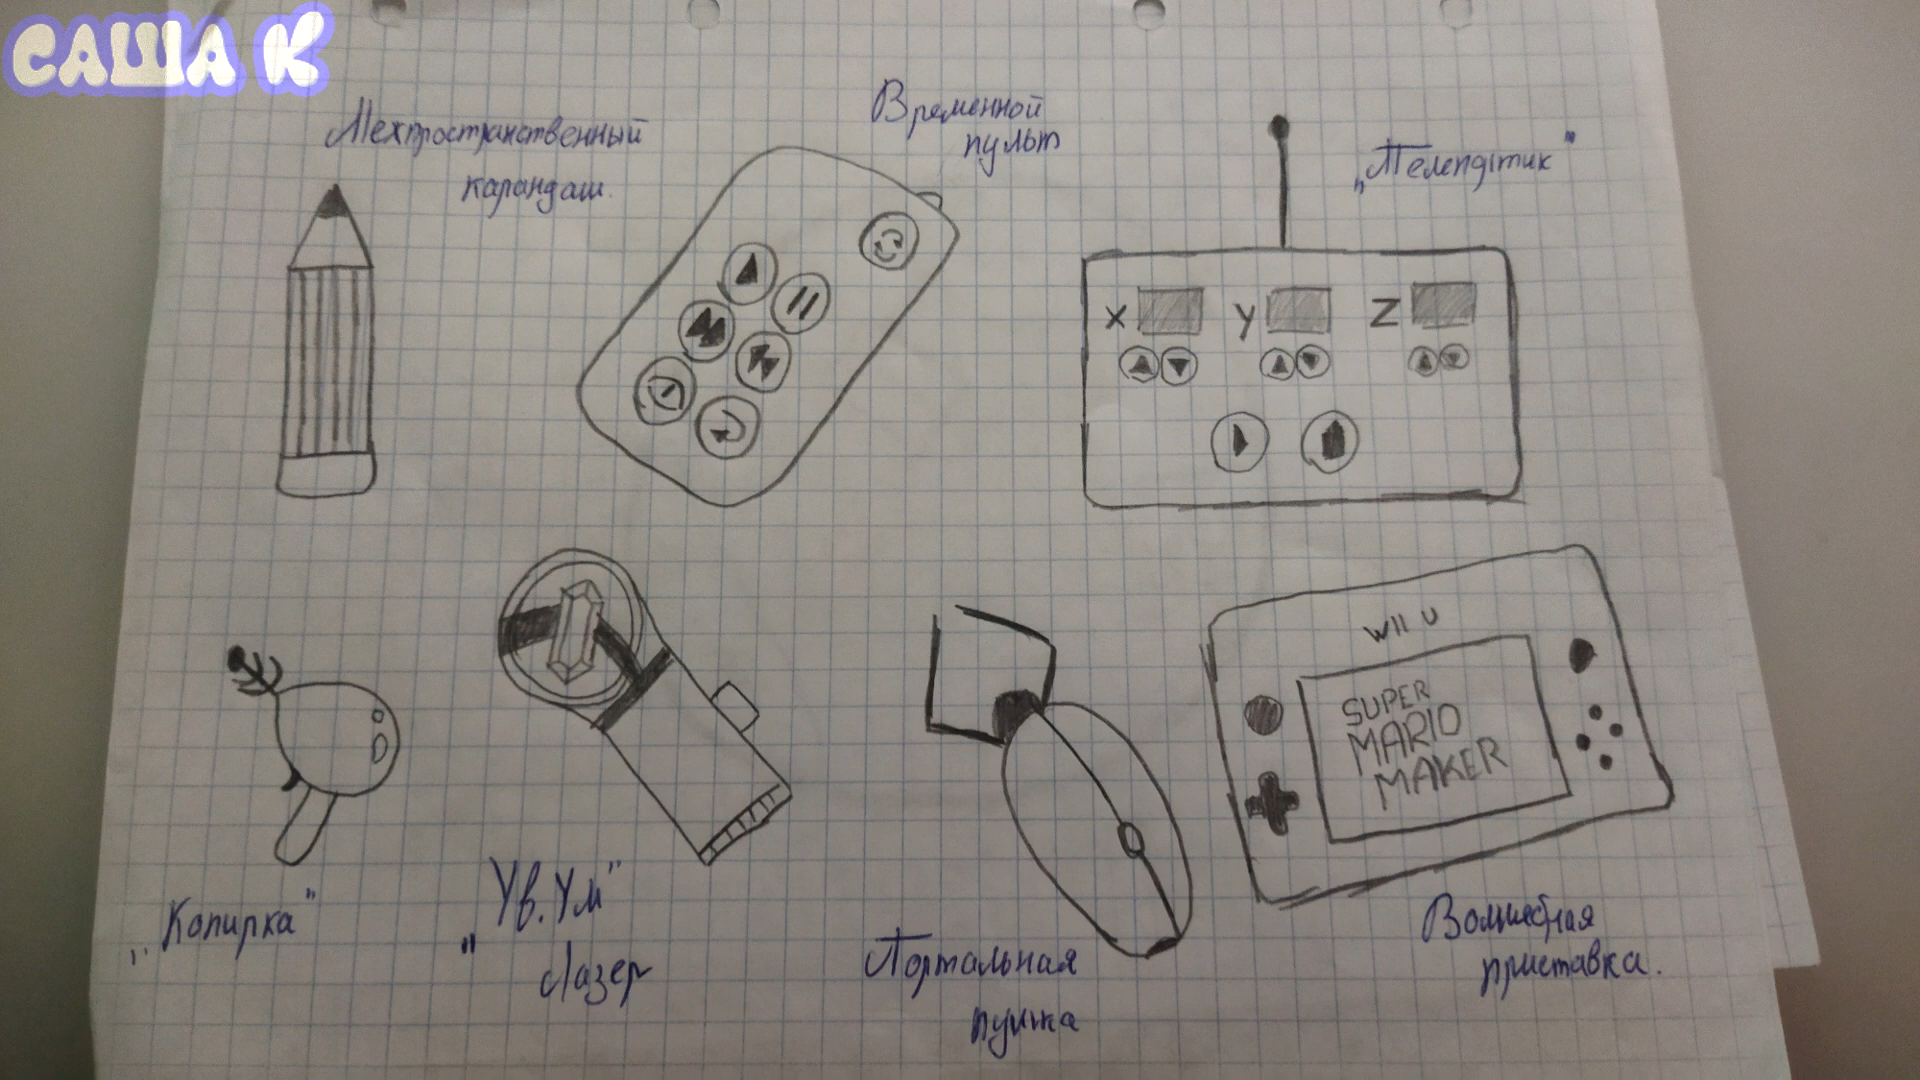 САША К
Межпространственный
карандаш.
Временной
пульт
„Телепортик"
X
Y
Z
WII U
SUPER
MARIO
MAKER
„Копирка"
„Ув.Ум"
Лазер
Портальная
пушка
Волшебная
приставка.